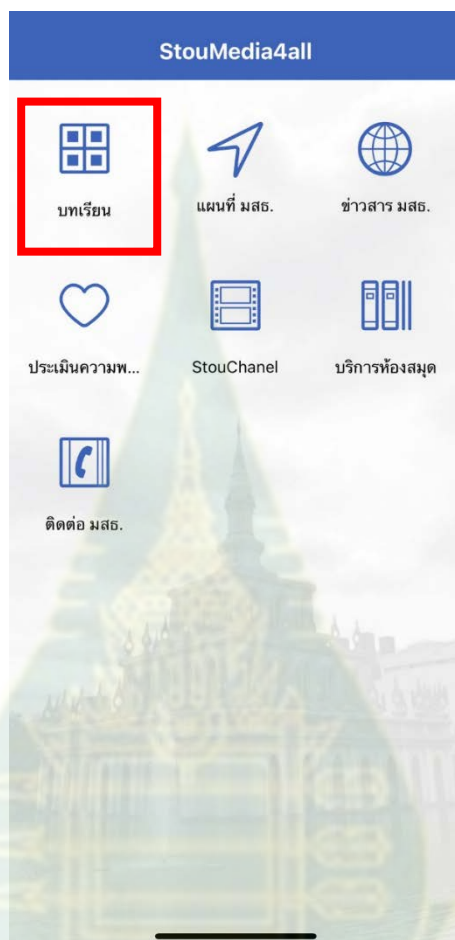 StouMedia4all
บทเรียน
แผนที่ มสธ.
ข่าวสาร มสธ.
ประเมินความพ...
StouChanel
บริการห้องสมุด
ติดต่อ มสธ.